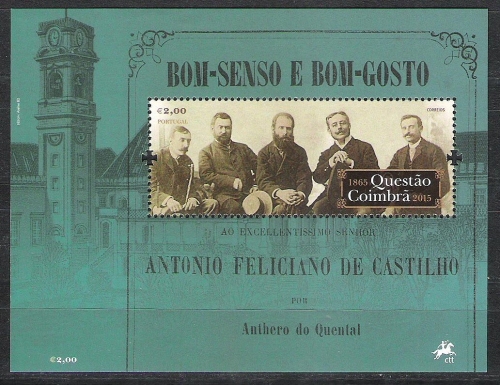 BOM-SENSO E BOM-GOSTO
€2,00
PORTUGAL
CORREIOS
1865 Questão
Coimbrã 2015
AO EXCELLENTISSIMO SENHOR
ANTONIO FELICIANO DE CASTILHO
POR
Anthero do Quental
€2,00
ctt